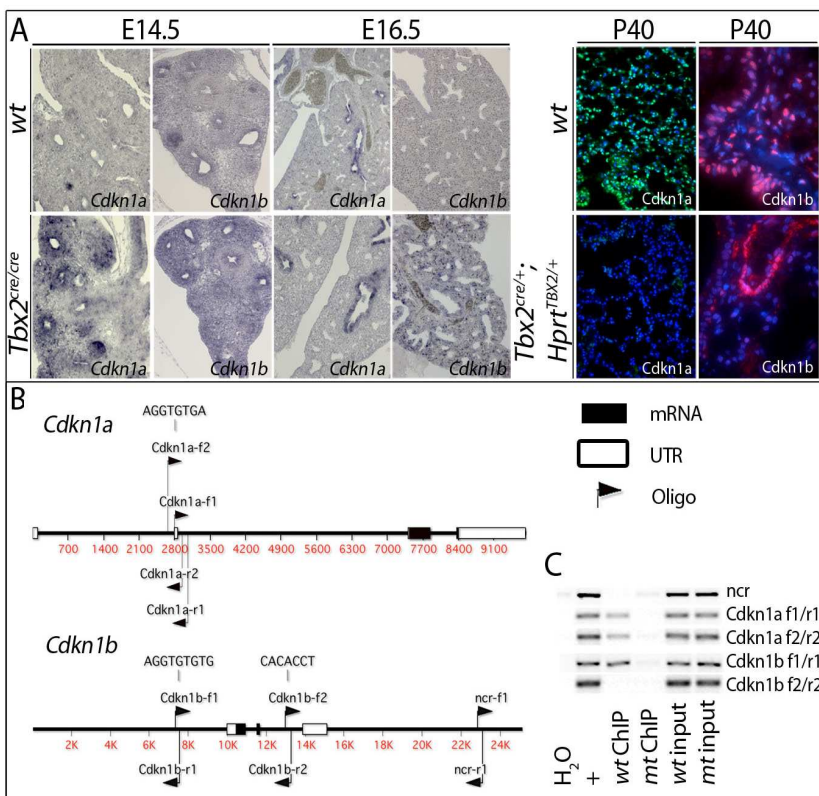 A
E14.5
E16.5
P40
P40
wt
Cdkn1a
Cdkn1b
Cdkn1a
Cdkn1b
wt
Cdkn1a
Cdkn1b
Tbx2cre/cre
Cdkn1a
Cdkn1b
Cdkn1a
Cdkn1b
Tbx2cre/+;
HprtTBX2/+
Cdkn1a
Cdkn1b
B
Cdkn1a
AGGTGTGA
Cdkn1a-f2
Cdkn1a-f1
700 1400 2100 2800 3500 4200 4900 5600 6300 7000 7700 8400 9100
Cdkn1a-r2
Cdkn1a-r1
Cdkn1b
AGGTGTGTG
CACACCT
Cdkn1b-f1
Cdkn1b-f2
ncr-f1
2K 4K 6K 8K 10K 12K 14K 16K 18K 20K 22K 24K
Cdkn1b-r1
Cdkn1b-r2
ncr-r1
mRNA
UTR
Oligo
C
ncr
Cdkn1a f1/r1
Cdkn1a f2/r2
Cdkn1b f1/r1
Cdkn1b f2/r2
H2O
+
wt ChIP
mt ChIP
wt input
mt input